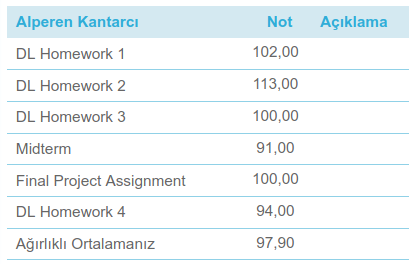 Alperen Kantarcı Not Açıklama
DL Homework 1 102,00
DL Homework 2 113,00
DL Homework 3 100,00
Midterm 91,00
Final Project Assignment 100,00
DL Homework 4 94,00
Ağırlıklı Ortalamanız 97,90